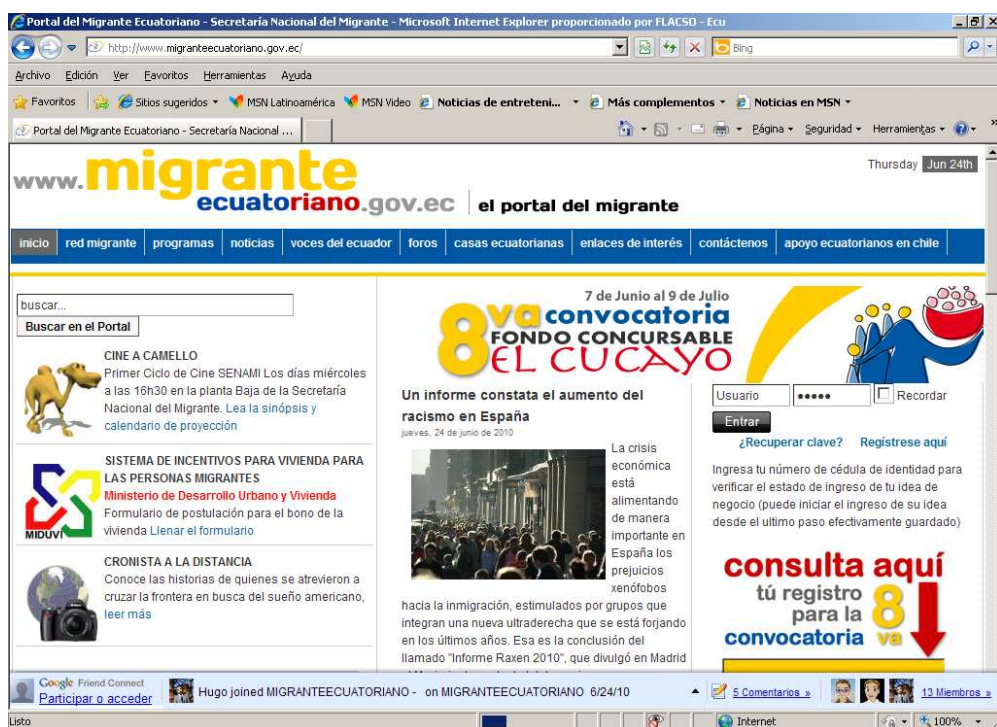 Portal del Migrante Ecuatoriano - Secretaría Nacional del Migrante - Microsoft Internet Explorer proporcionado por FLACSO - Ecu
http://www.migranteecuatoriano.gov.ec/
Bing
Archivo Edición Ver Favoritos Herramientas Ayuda
Favoritos Sitios sugeridos MSN Latinoamérica MSN Video Noticias de entreteni... Más complementos Noticias en MSN
Portal del Migrante Ecuatoriano - Secretaría Nacional ...
Página Seguridad Herramientas
www.migrante
ecuatoriano.gov.ec el portal del migrante
Thursday Jun 24th
inicio red migrante programas noticias voces del ecuador foros casas ecuatorianas enlaces de interés contáctenos apoyo ecuatorianos en chile
buscar...
Buscar en el Portal
CINE A CAMELLO
Primer Ciclo de Cine SENAMI Los días miércoles
a las 16h30 en la planta Baja de la Secretaría
Nacional del Migrante. Lea la sinópsis y
calendario de proyección
MIDUVI
SISTEMA DE INCENTIVOS PARA VIVIENDA PARA
LAS PERSONAS MIGRANTES
Ministerio de Desarrollo Urbano y Vivienda
Formulario de postulación para el bono de la
vivienda Llenar el formulario
CRONISTA A LA DISTANCIA
Conoce las historias de quienes se atrevieron a
cruzar la frontera en busca del sueño americano,
leer más
7 de Junio al 9 de Julio
8va convocatoria
FONDO CONCURSABLE
EL CUCAYO
Un informe constata el aumento del
racismo en España
jueves, 24 de junio de 2010
La crisis
económica
está
alimentando
de manera
importante en
España los
prejuicios
xenófobos
hacia la inmigración, estimulados por grupos que
integran una nueva ultraderecha que se está forjando
en los últimos años. Esa es la conclusión del
llamado "Informe Raxen 2010", que divulgó en Madrid
Usuario ••••• Recordar
Entrar
¿Recuperar clave? Regístrese aquí
Ingresa tu número de cédula de identidad para
verificar el estado de ingreso de tu idea de
negocio (puede iniciar el ingreso de su idea
desde el ultimo paso efectivamente guardado)
consulta aquí
tú registro
para la
convocatoria
8
va
Google Friend Connect
Participar o acceder
Hugo joined MIGRANTEECUATORIANO - on MIGRANTEECUATORIANO 6/24/10
5 Comentarios »
13 Miembros »
Listo
Internet
100%